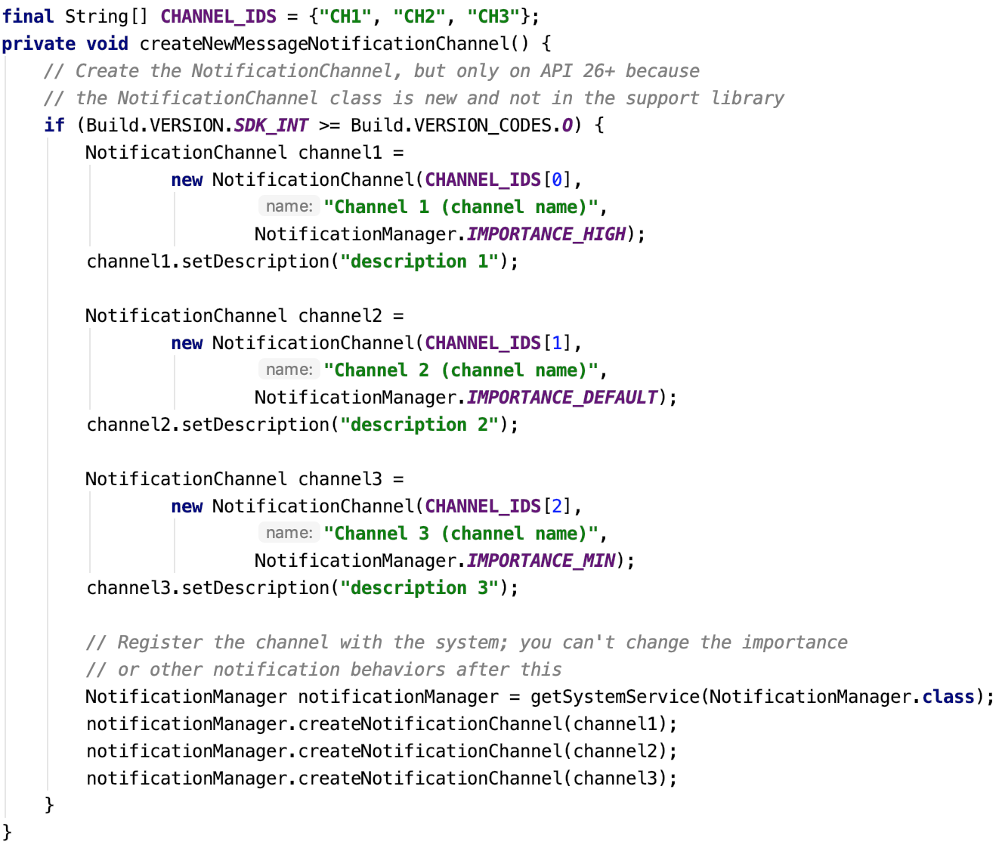 final String[] CHANNEL_IDS = {"CH1", "CH2", "CH3"};
private void createNewMessageNotificationChannel() {
    // Create the NotificationChannel, but only on API 26+ because
    // the NotificationChannel class is new and not in the support library
    if (Build.VERSION.SDK_INT >= Build.VERSION_CODES.O) {
        NotificationChannel channel1 =
                new NotificationChannel(CHANNEL_IDS[0],
                        name: "Channel 1 (channel name)",
                        NotificationManager.IMPORTANCE_HIGH);
        channel1.setDescription("description 1");

        NotificationChannel channel2 =
                new NotificationChannel(CHANNEL_IDS[1],
                        name: "Channel 2 (channel name)",
                        NotificationManager.IMPORTANCE_DEFAULT);
        channel2.setDescription("description 2");

        NotificationChannel channel3 =
                new NotificationChannel(CHANNEL_IDS[2],
                        name: "Channel 3 (channel name)",
                        NotificationManager.IMPORTANCE_MIN);
        channel3.setDescription("description 3");

        // Register the channel with the system; you can't change the importance
        // or other notification behaviors after this
        NotificationManager notificationManager = getSystemService(NotificationManager.class);
        notificationManager.createNotificationChannel(channel1);
        notificationManager.createNotificationChannel(channel2);
        notificationManager.createNotificationChannel(channel3);
    }
}